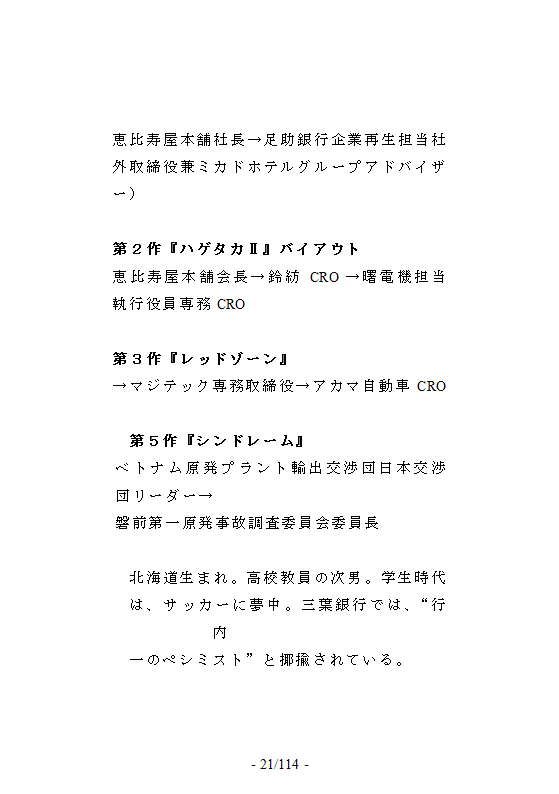 恵比寿屋本舗社長→足助銀行企業再生担当社
外取締役兼ミカドホテルグループアドバイザ
ー）
第２作『ハゲタカⅡ』バイアウト
恵比寿屋本舗会長→鈴紡 CRO→曙電機担当
執行役員専務 CRO
第３作『レッドゾーン』
→マジテック専務取締役→アカマ自動車 CRO
第５作『シンドレーム』
ベトナム原発プラント輸出交渉団日本交渉
団リーダー→
磐前第一原発事故調査委員会委員長
北海道生まれ。高校教員の次男。学生時代
は、サッカーに夢中。三葉銀行では、“行
内
一のペシミスト”と揶揄されている。
- 21/114 -